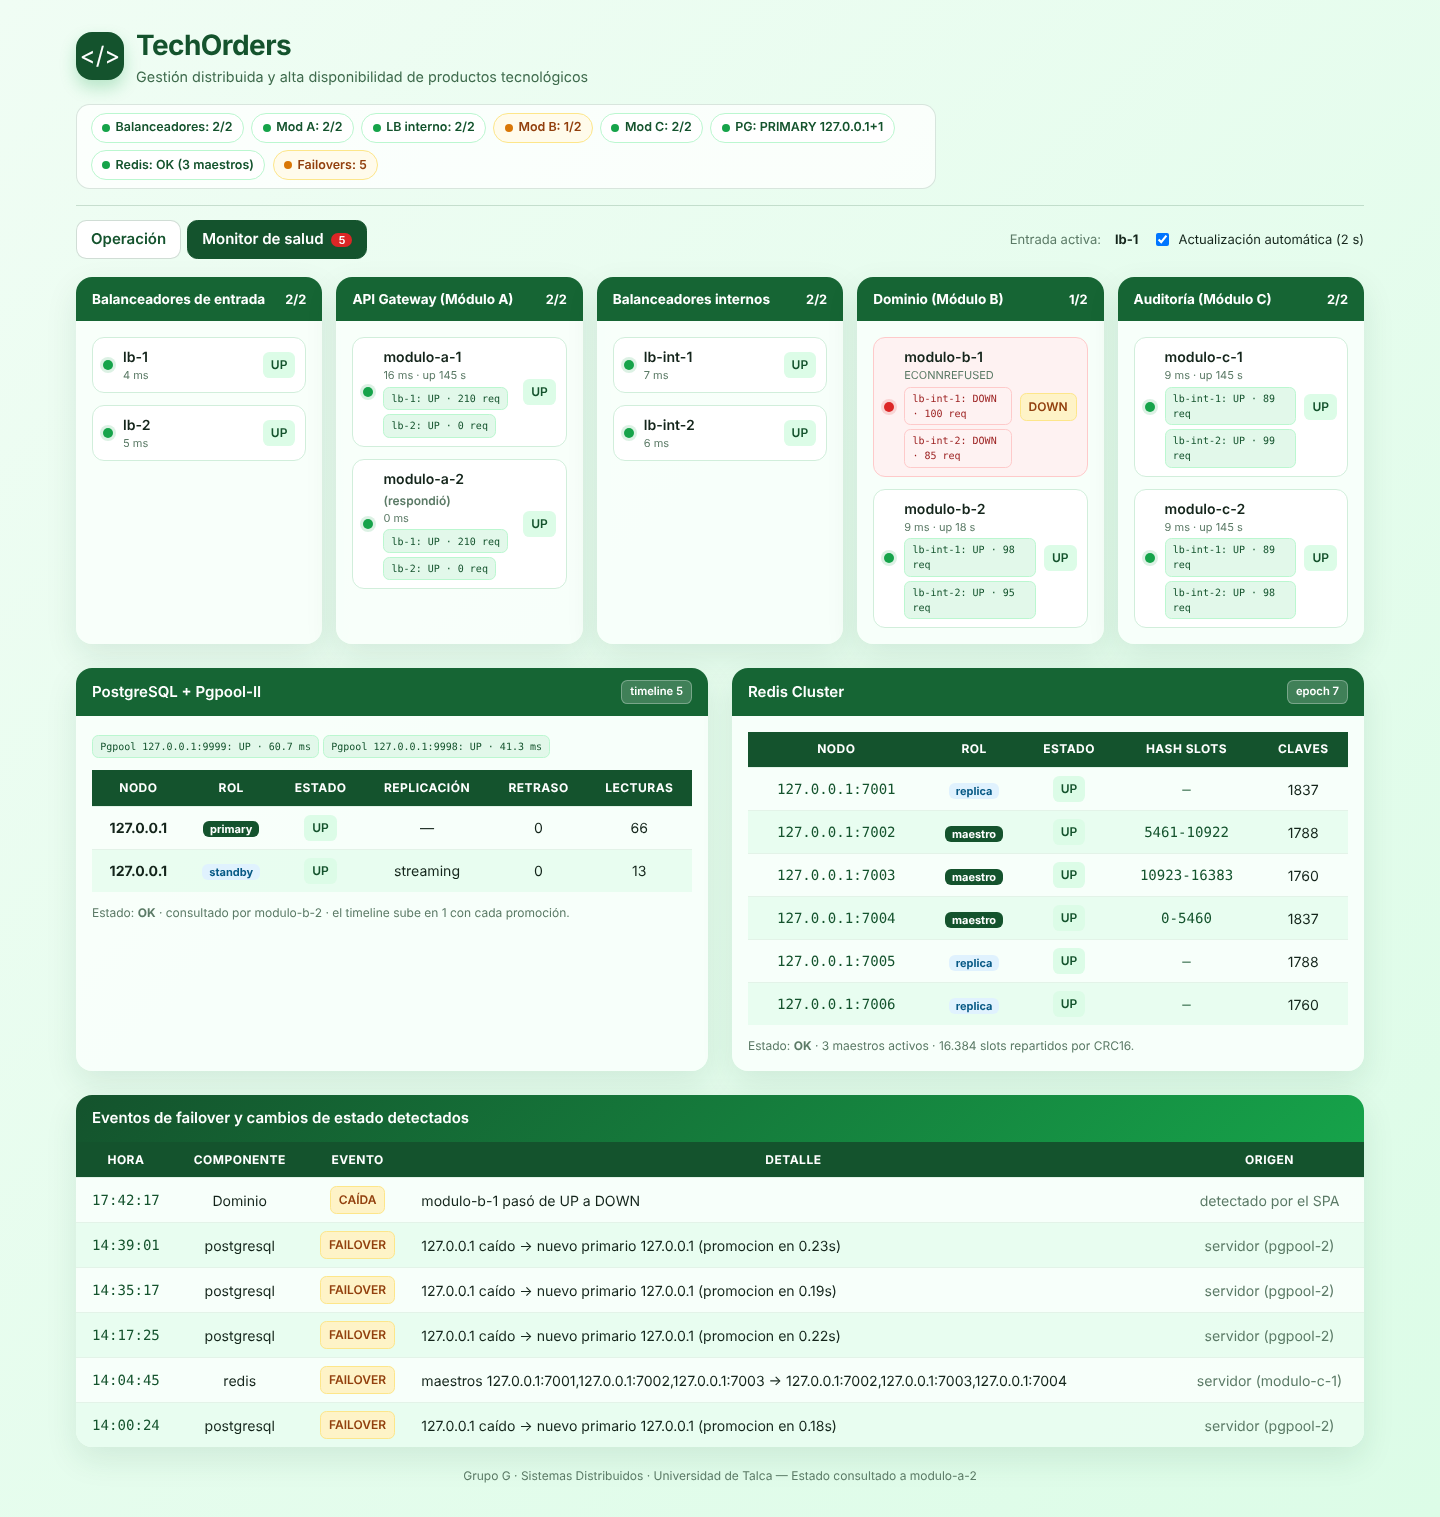 </>
TechOrders
Gestión distribuida y alta disponibilidad de productos tecnológicos
Balanceadores: 2/2
Mod A: 2/2
LB interno: 2/2
Mod B: 1/2
Mod C: 2/2
PG: PRIMARY 127.0.0.1+1
Redis: OK (3 maestros)
Failovers: 5
Operación
Monitor de salud 5
Entrada activa: lb-1
Actualización automática (2 s)
Balanceadores de entrada 2/2
lb-1
4 ms
UP
lb-2
5 ms
UP
API Gateway (Módulo A) 2/2
modulo-a-1
16 ms · up 145 s
lb-1: UP · 210 req
lb-2: UP · 0 req
UP
modulo-a-2
(respondió)
0 ms
lb-1: UP · 210 req
lb-2: UP · 0 req
UP
Balanceadores internos 2/2
lb-int-1
7 ms
UP
lb-int-2
6 ms
UP
Dominio (Módulo B) 1/2
modulo-b-1
ECONNREFUSED
lb-int-1: DOWN
· 100 req
lb-int-2: DOWN
· 85 req
DOWN
modulo-b-2
9 ms · up 18 s
lb-int-1: UP · 98
req
lb-int-2: UP · 95
req
UP
Auditoría (Módulo C) 2/2
modulo-c-1
9 ms · up 145 s
lb-int-1: UP · 89
req
lb-int-2: UP · 99
req
UP
modulo-c-2
9 ms · up 145 s
lb-int-1: UP · 89
req
lb-int-2: UP · 98
req
UP
PostgreSQL + Pgpool-II
timeline 5
Pgpool 127.0.0.1:9999: UP · 60.7 ms
Pgpool 127.0.0.1:9998: UP · 41.3 ms
NODO ROL ESTADO REPLICACIÓN RETRASO LECTURAS
127.0.0.1 primary UP — 0 66
127.0.0.1 standby UP streaming 0 13
Estado: OK · consultado por modulo-b-2 · el timeline sube en 1 con cada promoción.
Redis Cluster
epoch 7
NODO ROL ESTADO HASH SLOTS CLAVES
127.0.0.1:7001 replica UP — 1837
127.0.0.1:7002 maestro UP 5461-10922 1788
127.0.0.1:7003 maestro UP 10923-16383 1760
127.0.0.1:7004 maestro UP 0-5460 1837
127.0.0.1:7005 replica UP — 1788
127.0.0.1:7006 replica UP — 1760
Estado: OK · 3 maestros activos · 16.384 slots repartidos por CRC16.
Eventos de failover y cambios de estado detectados
HORA COMPONENTE EVENTO DETALLE ORIGEN
17:42:17 Dominio CAÍDA modulo-b-1 pasó de UP a DOWN detectado por el SPA
14:39:01 postgresql FAILOVER 127.0.0.1 caído → nuevo primario 127.0.0.1 (promocion en 0.23s) servidor (pgpool-2)
14:35:17 postgresql FAILOVER 127.0.0.1 caído → nuevo primario 127.0.0.1 (promocion en 0.19s) servidor (pgpool-2)
14:17:25 postgresql FAILOVER 127.0.0.1 caído → nuevo primario 127.0.0.1 (promocion en 0.22s) servidor (pgpool-2)
14:04:45 redis FAILOVER maestros 127.0.0.1:7001,127.0.0.1:7002,127.0.0.1:7003 → 127.0.0.1:7002,127.0.0.1:7003,127.0.0.1:7004 servidor (modulo-c-1)
14:00:24 postgresql FAILOVER 127.0.0.1 caído → nuevo primario 127.0.0.1 (promocion en 0.18s) servidor (pgpool-2)
Grupo G · Sistemas Distribuidos · Universidad de Talca — Estado consultado a modulo-a-2